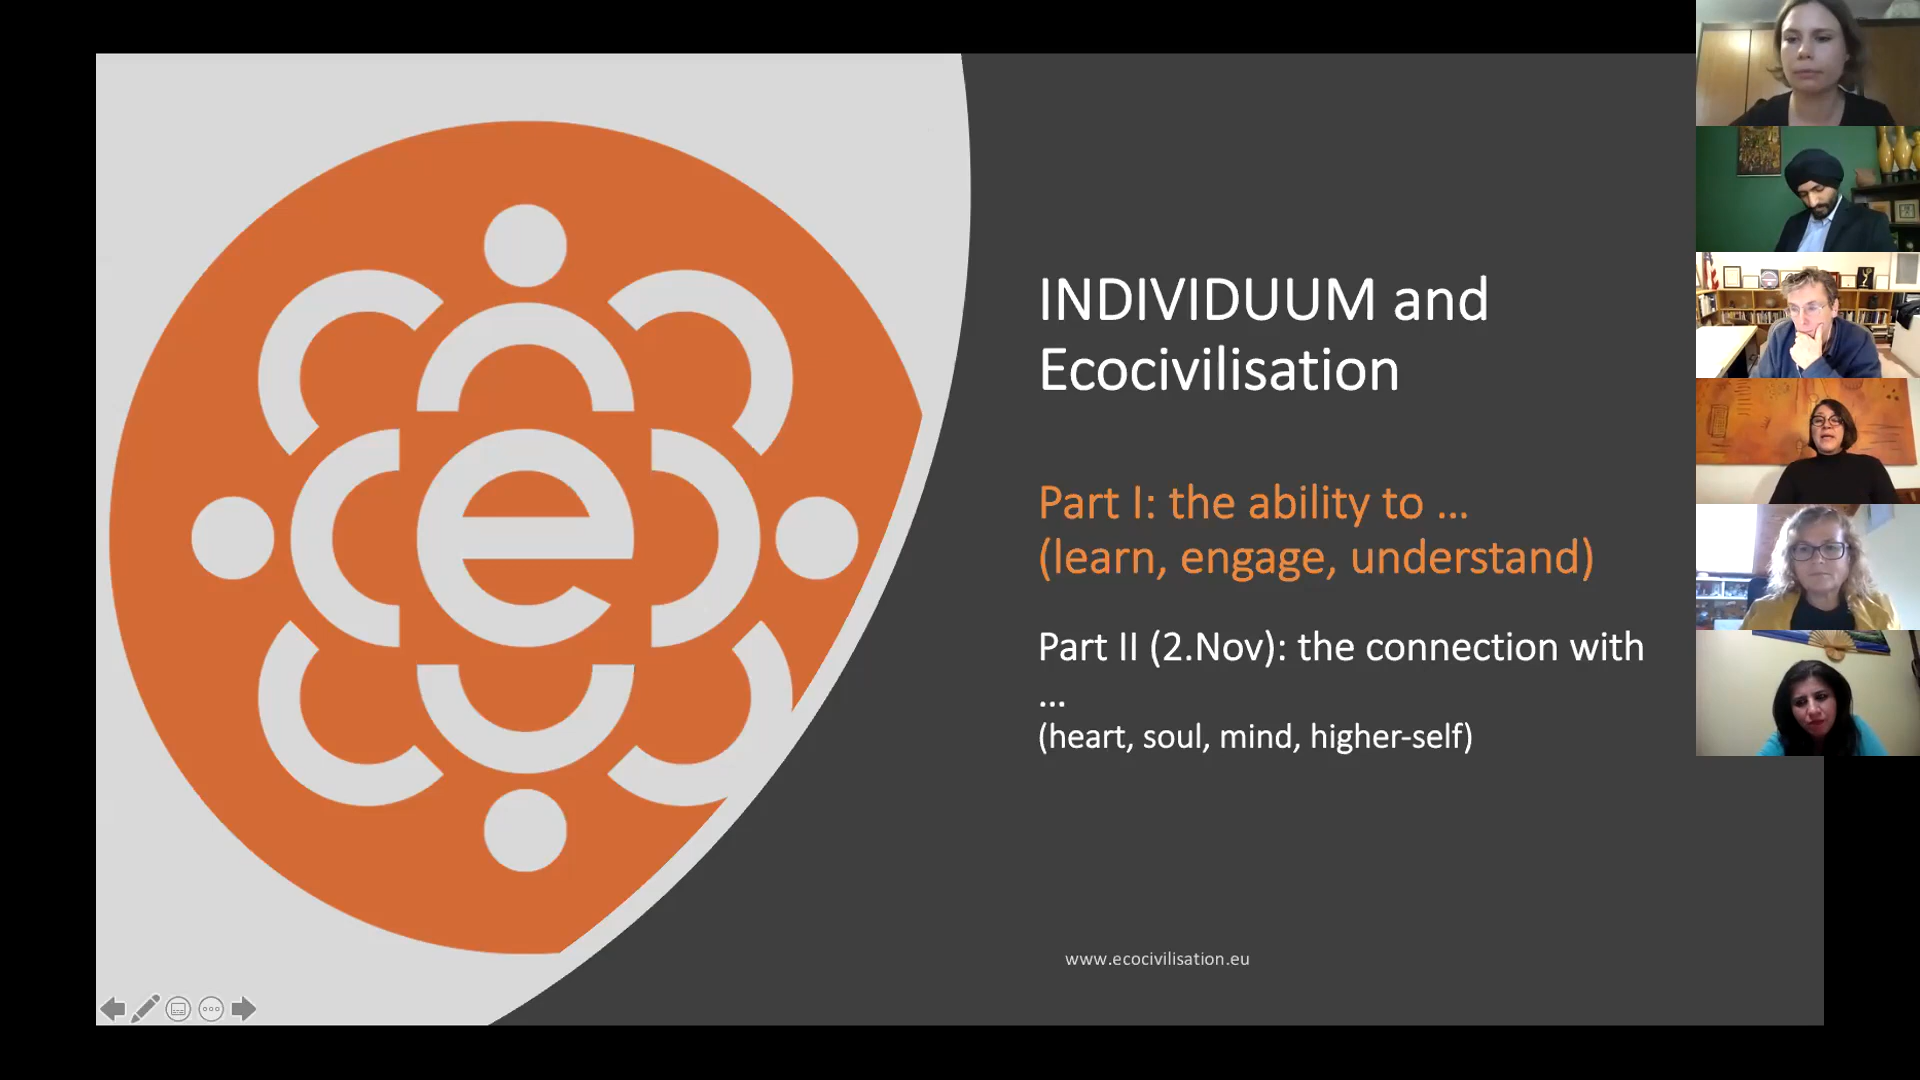 INDIVIDUUM and
Ecocivilisation
Part I: the ability to ...
(learn, engage, understand)
Part II (2.Nov): the connection with
...
(heart, soul, mind, higher-self)
e
www.ecocivilisation.eu